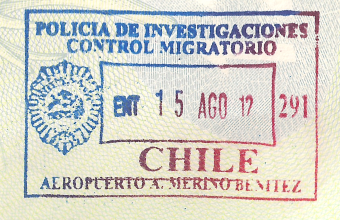 POLICIA DE INVESTIGACIONES
CONTROL MIGRATORIO
ENT 15 AGO 12 291
CHILE
AEROPUERTO A. MERINO BENITEZ